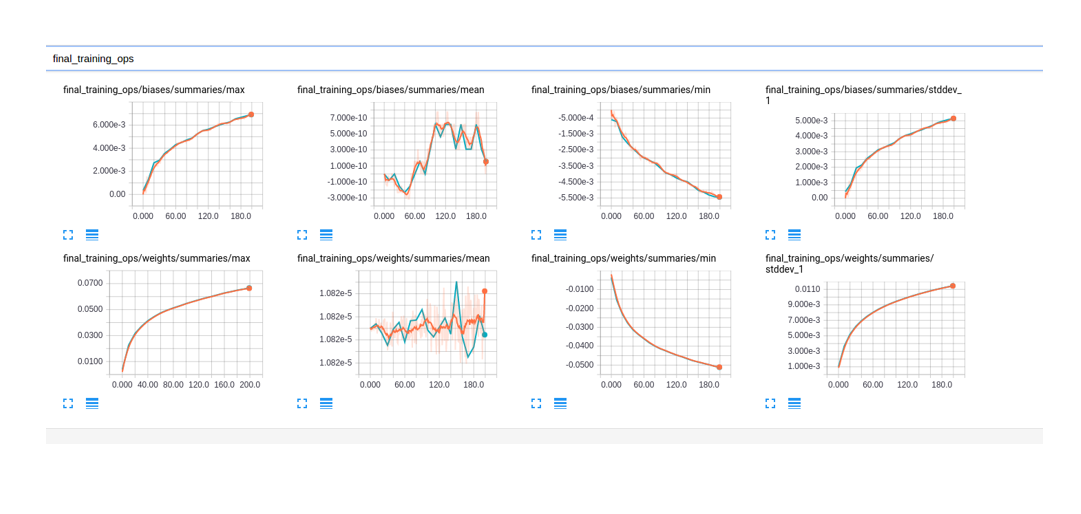 final_training_ops
final_training_ops/biases/summaries/max
6.000e-3
4.000e-3
2.000e-3
0.00
0.000 60.00 120.0 180.0
final_training_ops/biases/summaries/mean
7.000e-10
5.000e-10
3.000e-10
1.000e-10
-1.000e-10
-3.000e-10
0.000 60.00 120.0 180.0
final_training_ops/biases/summaries/min
-5.000e-4
-1.500e-3
-2.500e-3
-3.500e-3
-4.500e-3
-5.500e-3
0.000 60.00 120.0 180.0
final_training_ops/biases/summaries/stddev_
1
5.000e-3
4.000e-3
3.000e-3
2.000e-3
1.000e-3
0.00
0.000 60.00 120.0 180.0
final_training_ops/weights/summaries/max
0.0700
0.0500
0.0300
0.0100
0.000 40.00 80.00 120.0 160.0 200.0
final_training_ops/weights/summaries/mean
1.082e-5
1.082e-5
1.082e-5
1.082e-5
0.000 60.00 120.0 180.0
final_training_ops/weights/summaries/min
-0.0100
-0.0200
-0.0300
-0.0400
-0.0500
0.000 60.00 120.0 180.0
final_training_ops/weights/summaries/
stddev_1
0.0110
9.000e-3
7.000e-3
5.000e-3
3.000e-3
1.000e-3
0.000 60.00 120.0 180.0